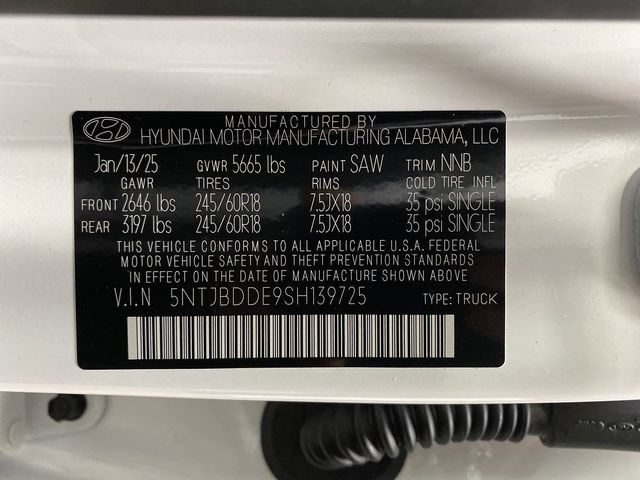 MANUFACTURED BY
HYUNDAI MOTOR MANUFACTURING ALABAMA, LLC
Jan/13/25 GVWR 5665 lbs PAINT SAW TRIM NNB
GAWR TIRES RIMS COLD TIRE INFL
FRONT 2646 lbs 245/60R18 7.5JX18 35 psi SINGLE
REAR 3197 lbs 245/60R18 7.5JX18 35 psi SINGLE
THIS VEHICLE CONFORMS TO ALL APPLICABLE U.S.A. FEDERAL
MOTOR VEHICLE SAFETY AND THEFT PREVENTION STANDARDS
IN EFFECT ON THE DATE OF MANUFACTURE SHOWN ABOVE.
V.I.N 5NTJBDDE9SH139725 TYPE: TRUCK